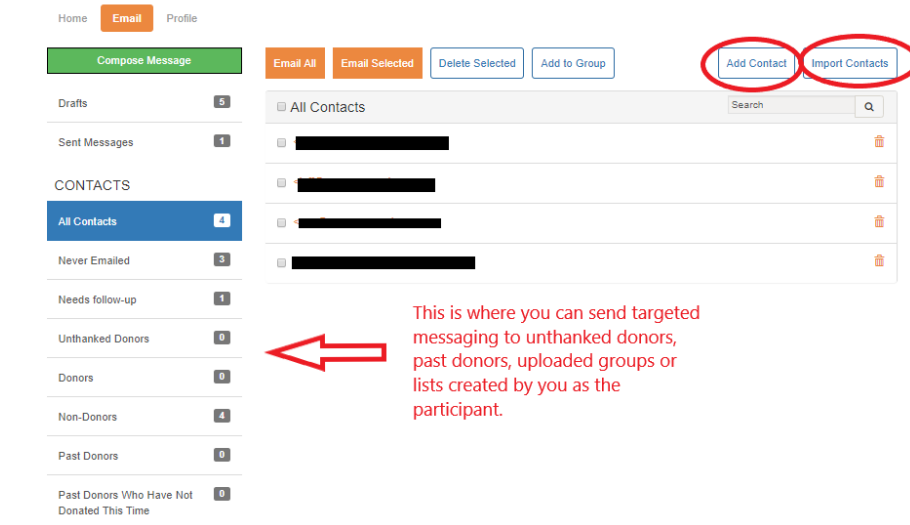 Home Email Profile
Compose Message
Email All Email Selected Delete Selected Add to Group Add Contact Import Contacts
Drafts 5
Sent Messages 1
CONTACTS
All Contacts 4
Never Emailed 3
Needs follow-up 1
Unthanked Donors 0
Donors 0
Non-Donors 4
Past Donors 0
Past Donors Who Have Not 0
Donated This Time
All Contacts Search
This is where you can send targeted
messaging to unthanked donors,
past donors, uploaded groups or
lists created by you as the
participant.